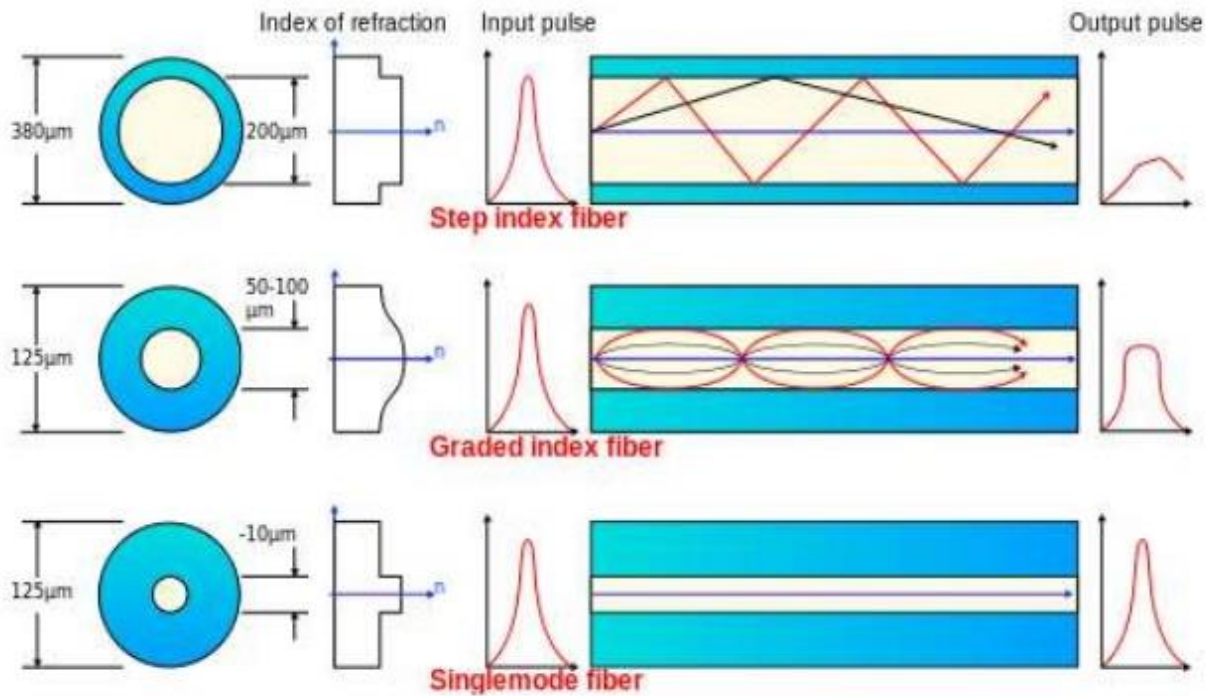 Index of refraction
Input pulse
Output pulse
380μm
200μm
n
Step index fiber
50-100
μm
125μm
n
Graded index fiber
-10μm
125μm
n
Singlemode fiber